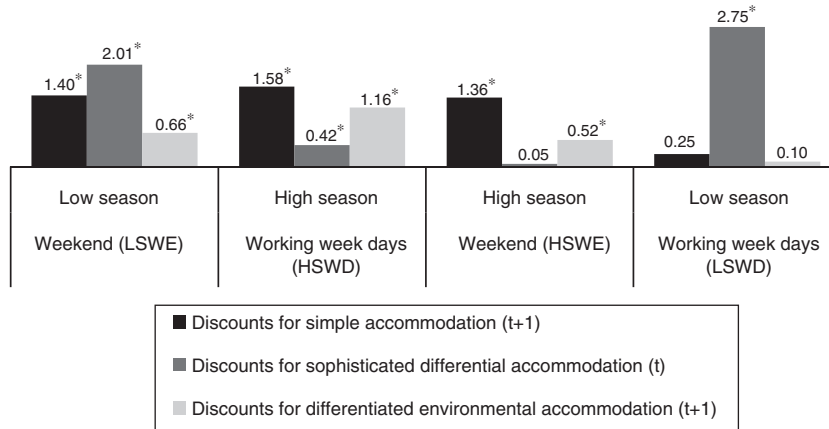 1.40*
2.01*
0.66*
1.58*
0.42*
1.16*
1.36*
0.05
0.52*
0.25
2.75*
0.10
Low season
Weekend (LSWE)
High season
Working week days
(HSWD)
High season
Weekend (HSWE)
Low season
Working week days
(LSWD)
Discounts for simple accommodation (t+1)
Discounts for sophisticated differential accommodation (t)
Discounts for differentiated environmental accommodation (t+1)